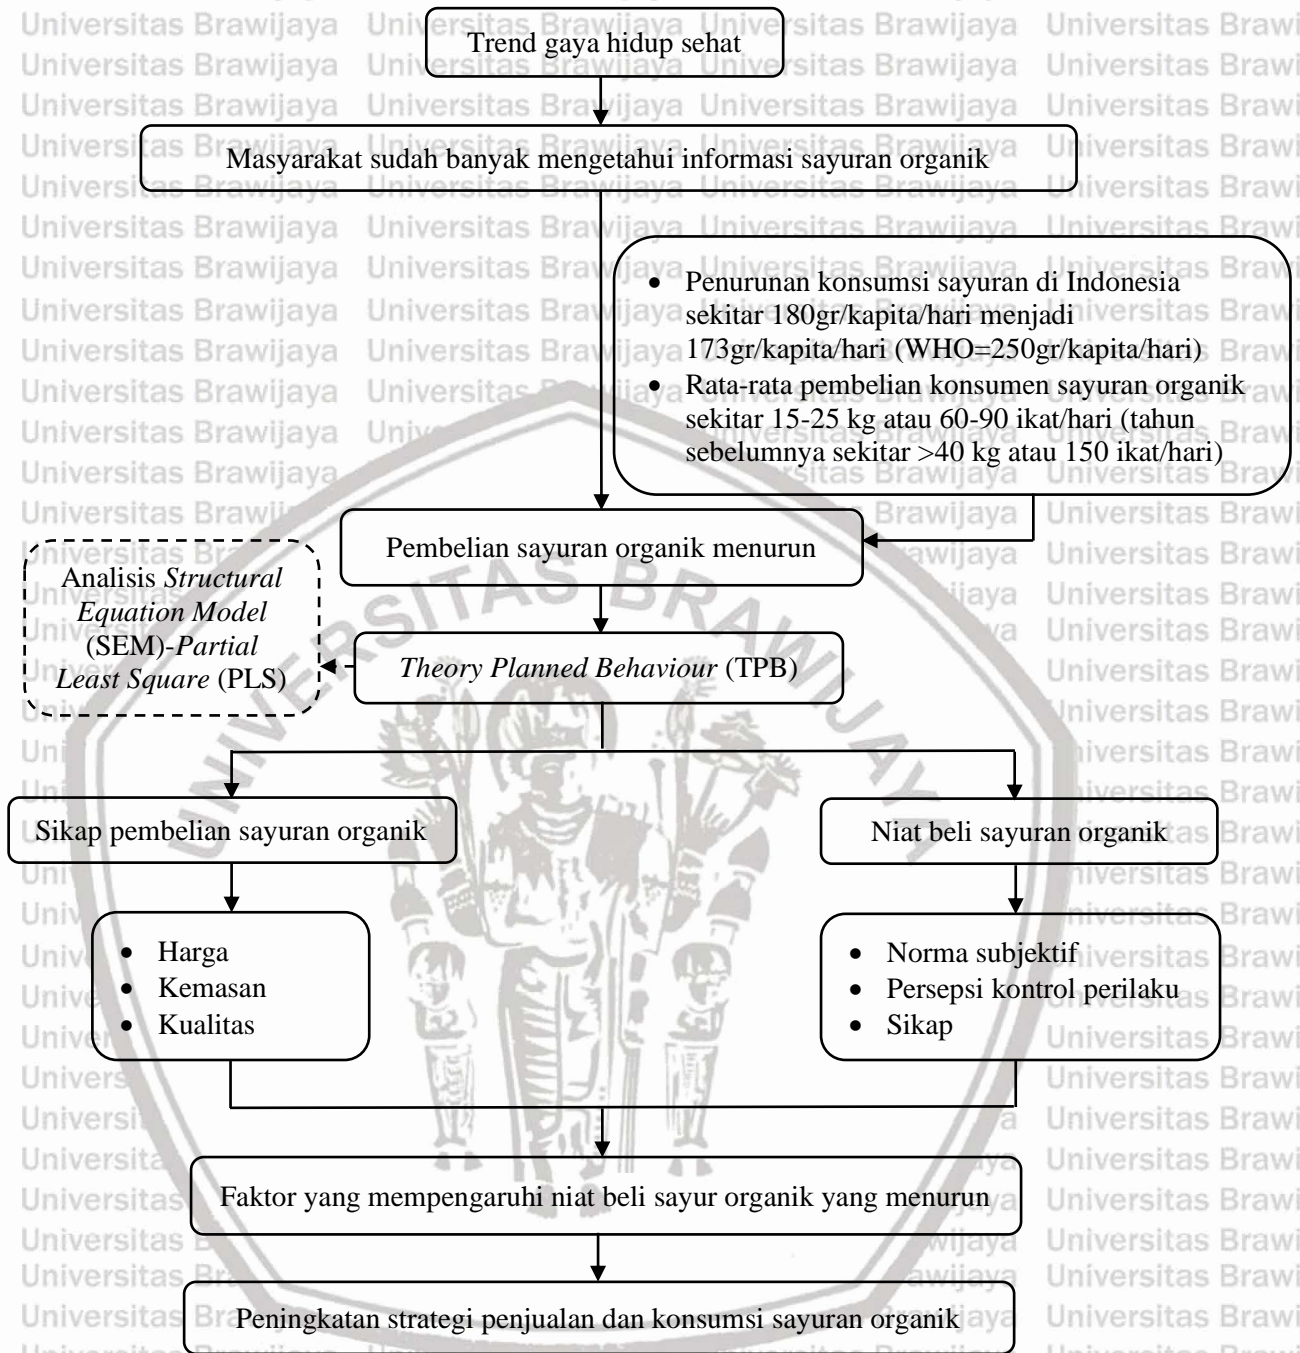 Trend gaya hidup sehat
Masyarakat sudah banyak mengetahui informasi sayuran organik
• Penurunan konsumsi sayuran di Indonesia
sekitar 180gr/kapita/hari menjadi
173gr/kapita/hari (WHO=250gr/kapita/hari)
• Rata-rata pembelian konsumen sayuran organik
sekitar 15-25 kg atau 60-90 ikat/hari (tahun
sebelumnya sekitar >40 kg atau 150 ikat/hari)
Pembelian sayuran organik menurun
Analisis Structural
Equation Model
(SEM)-Partial
Least Square (PLS)
Theory Planned Behaviour (TPB)
Sikap pembelian sayuran organik
Niat beli sayuran organik
• Harga
• Kemasan
• Kualitas
• Norma subjektif
• Persepsi kontrol perilaku
• Sikap
Faktor yang mempengaruhi niat beli sayur organik yang menurun
Peningkatan strategi penjualan dan konsumsi sayuran organik
UNIVERSITAS BRAWIJAYA